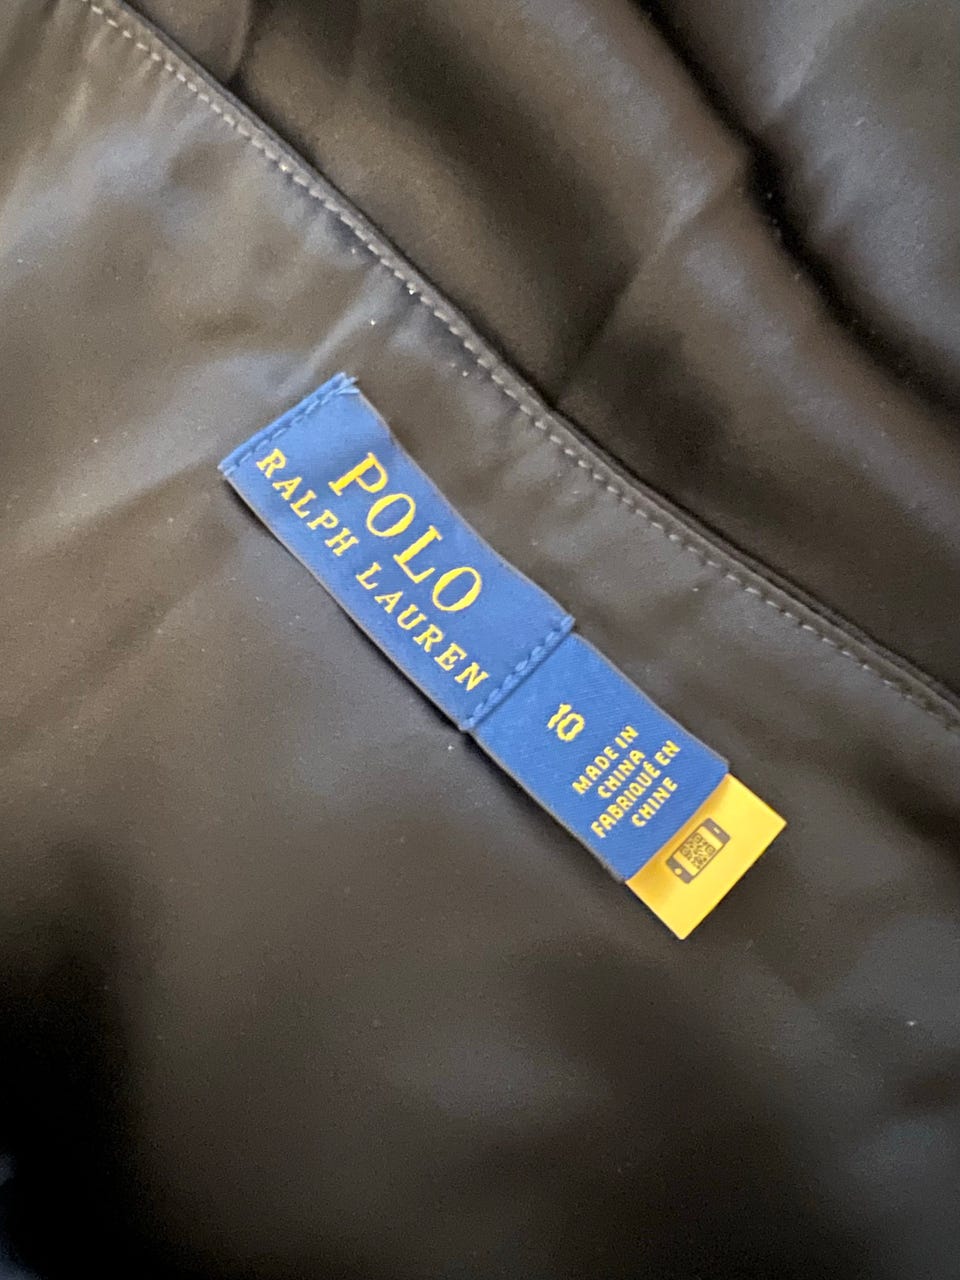 POLO
RALPH LAUREN
10
MADE IN
CHINA
FABRIQUÉ EN
CHINE